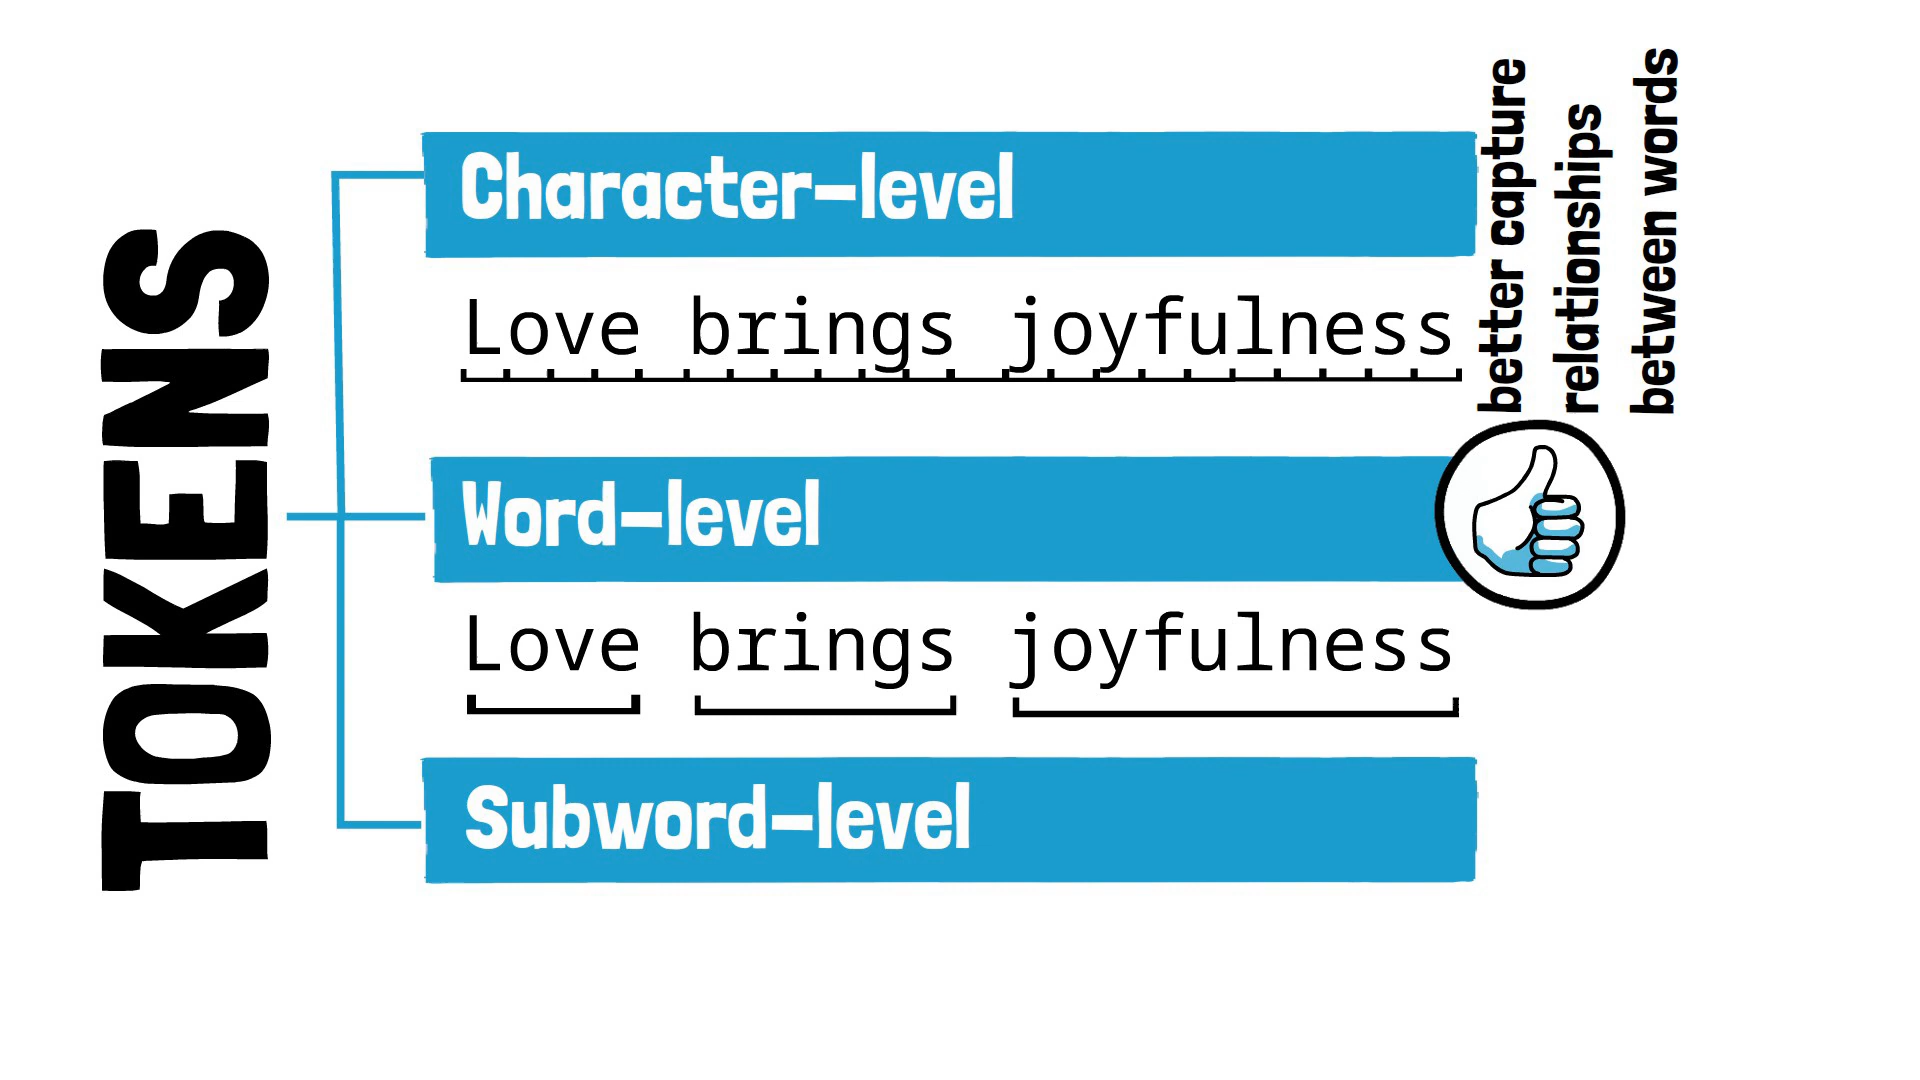 TOKENS
Character-level
Love brings joyfulness
better capture
relationships
between words
Word-level
Love brings joyfulness
Subword-level